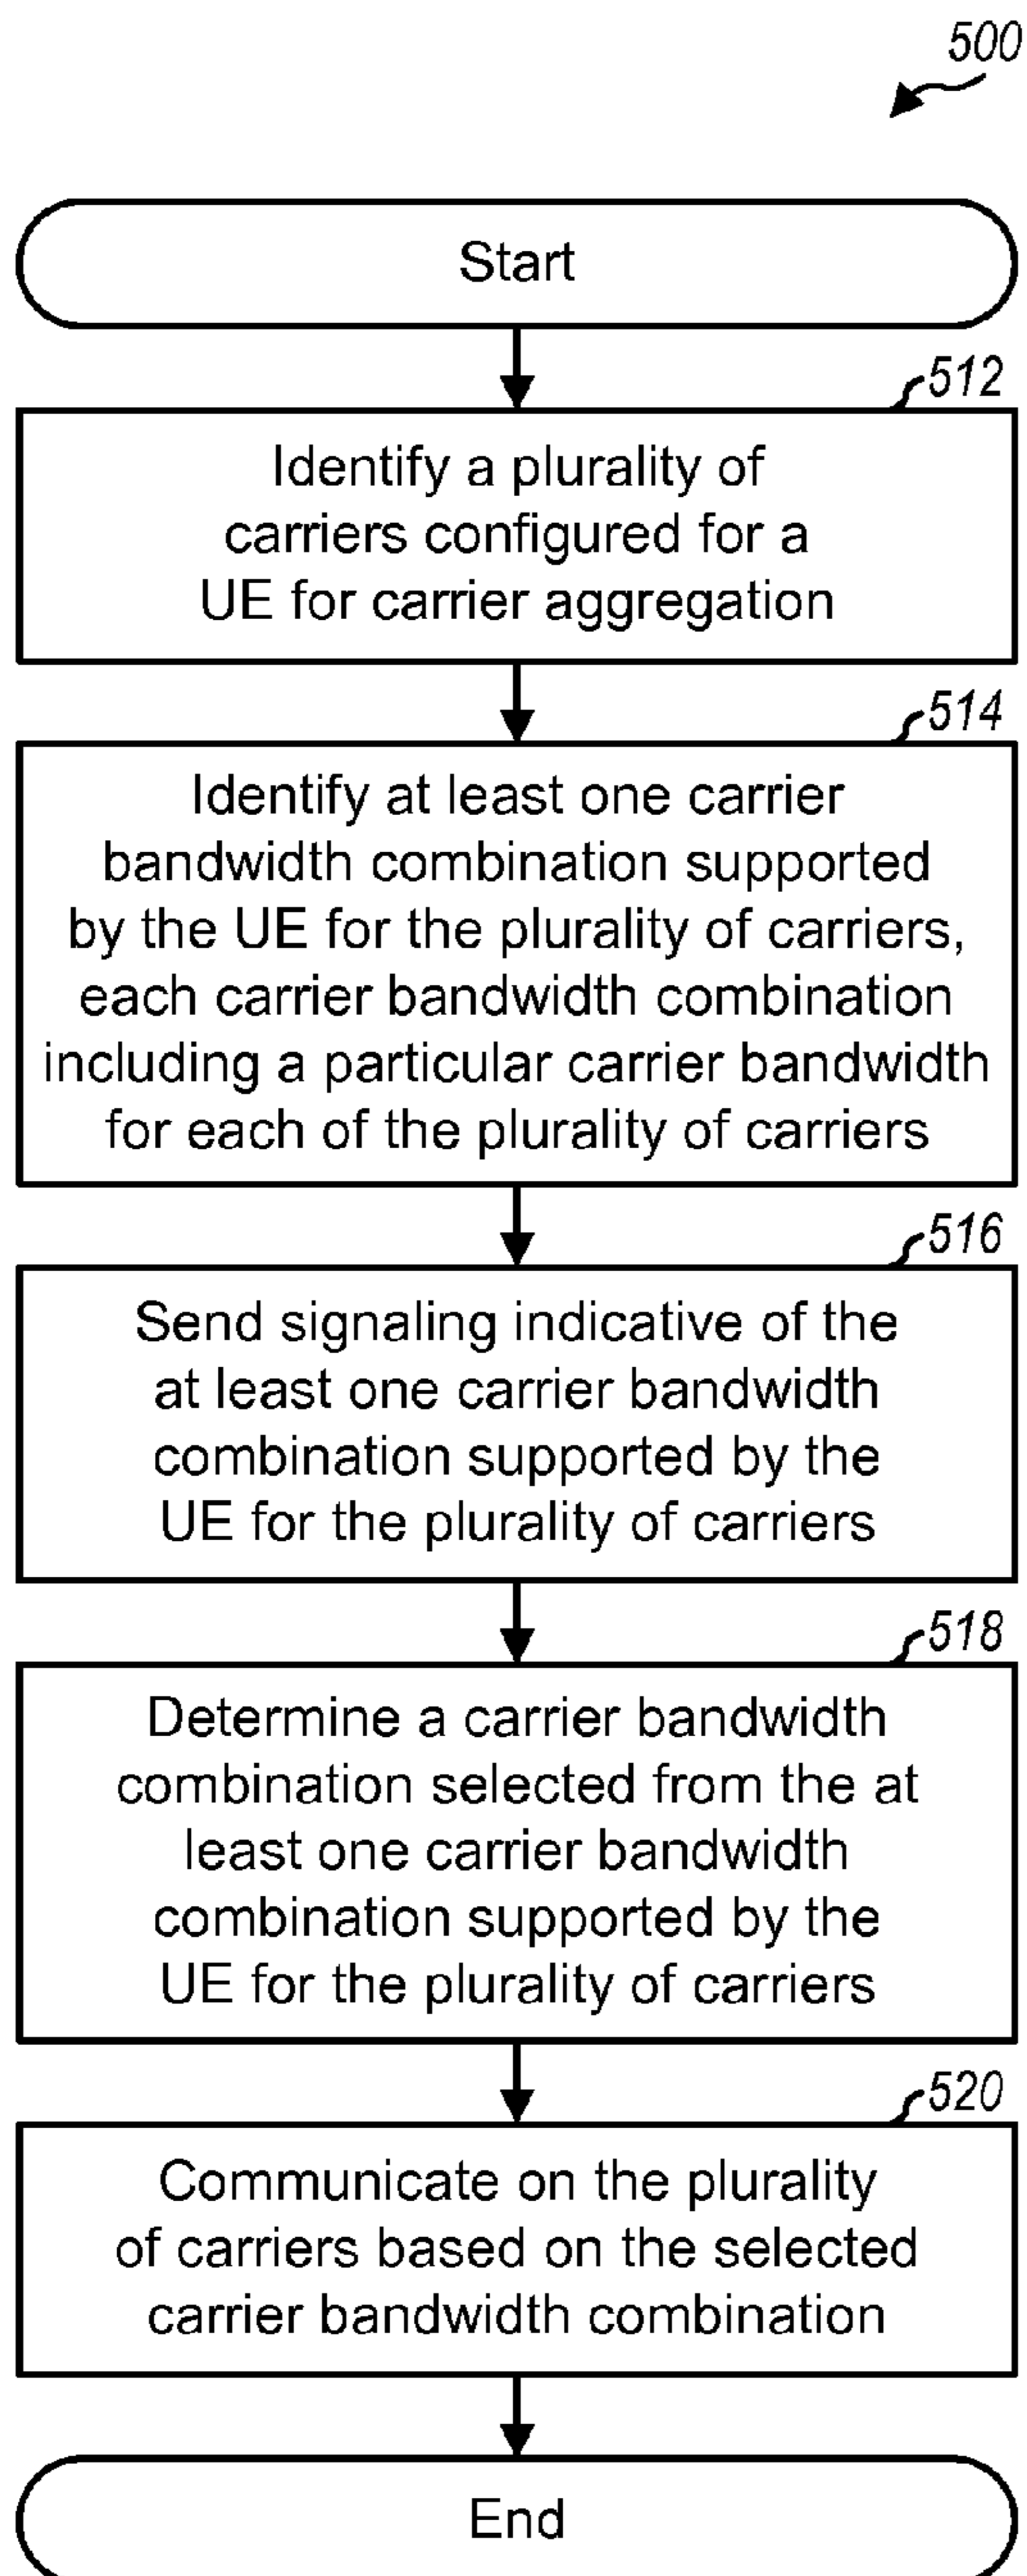 500
Start
512
Identify a plurality of
carriers configured for a
UE for carrier aggregation
514
Identify at least one carrier
bandwidth combination supported
by the UE for the plurality of carriers,
each carrier bandwidth combination
including a particular carrier bandwidth
for each of the plurality of carriers
516
Send signaling indicative of the
at least one carrier bandwidth
combination supported by the
UE for the plurality of carriers
518
Determine a carrier bandwidth
combination selected from the at
least one carrier bandwidth
combination supported by the
UE for the plurality of carriers
520
Communicate on the plurality
of carriers based on the selected
carrier bandwidth combination
End